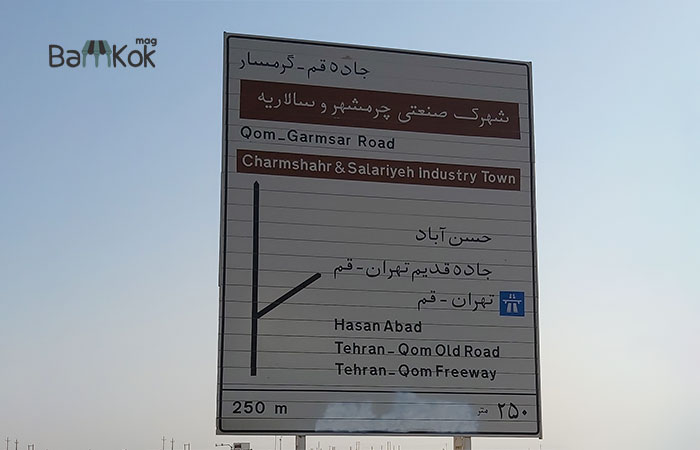 BamKok mag
جاده قم - گرمسار
شهرک صنعتی چرمشهر و سالاریه
Qom_Garmsar Road
Charmshahr & Salariyeh Industry Town
حسن آباد
جاده قدیم تهران - قم
تهران - قم
Hasan Abad
Tehran_Qom Old Road
Tehran_Qom Freeway
250 m
۲۵۰ متر